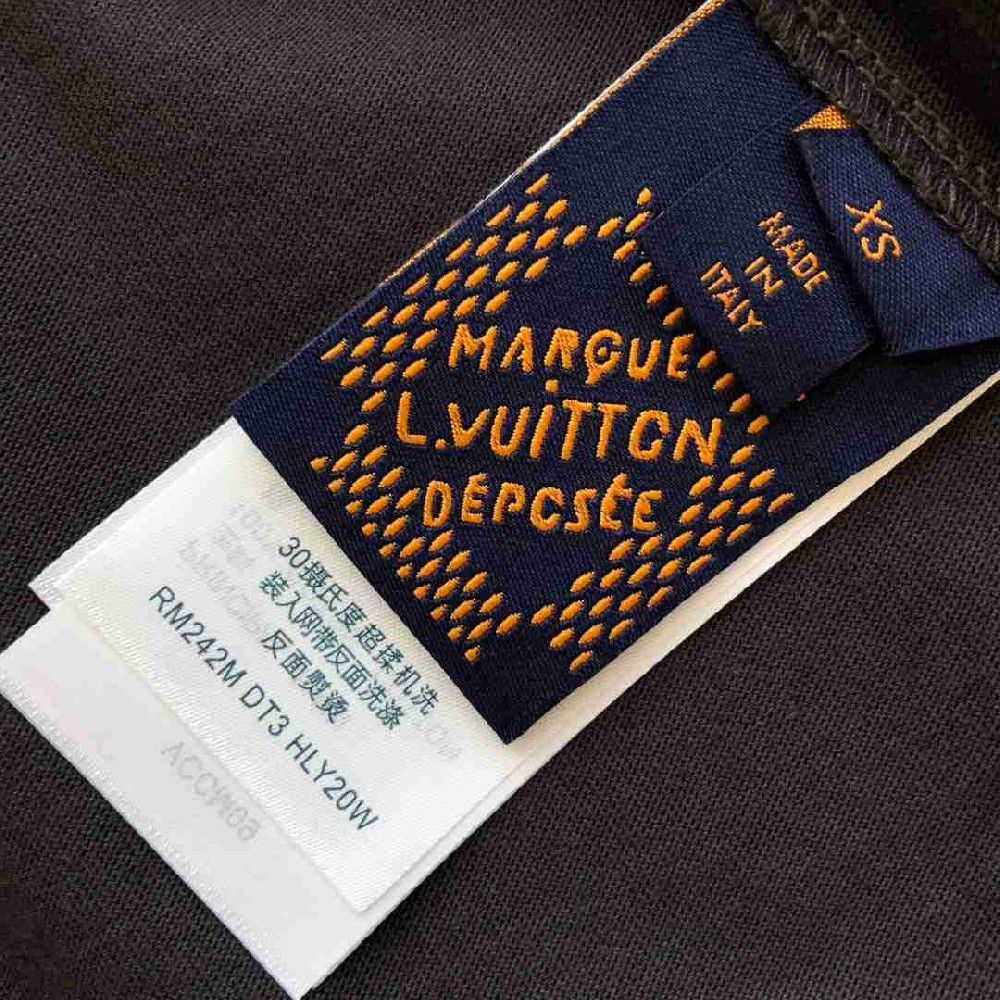 XS
MADE
IN
ITALY
MARQUE
L.VUITTON
DÉPOSÉE
30摄氏度超柔机洗
装入网带反面洗涤
反面熨烫
RM242M DT3 HLY20W